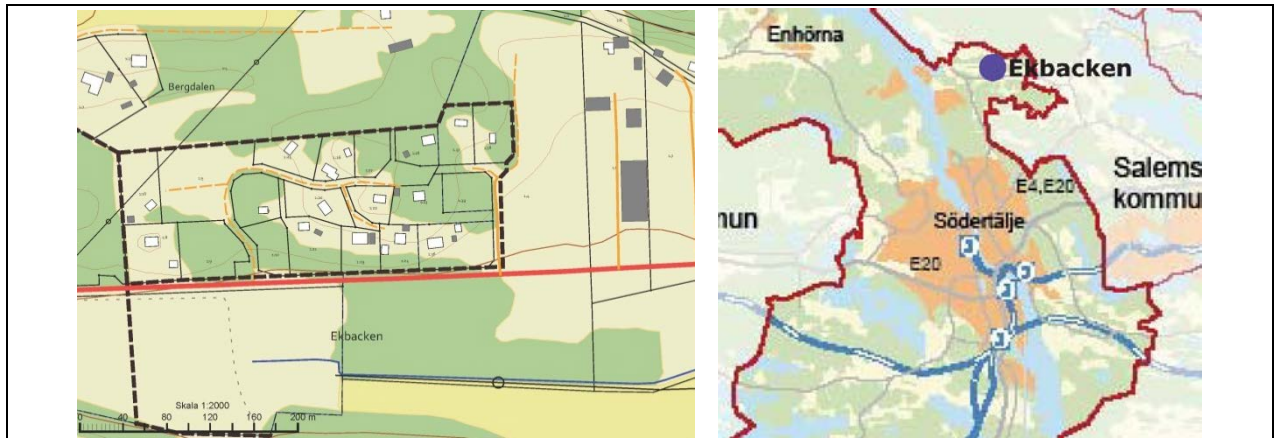 Bergdalen
Ekbacken
Skala 1:2000
0 40 80 120 160 200 m
Enhörna
Ekbacken
Salems
kommu
E4,E20
mun
Södertälje
E20